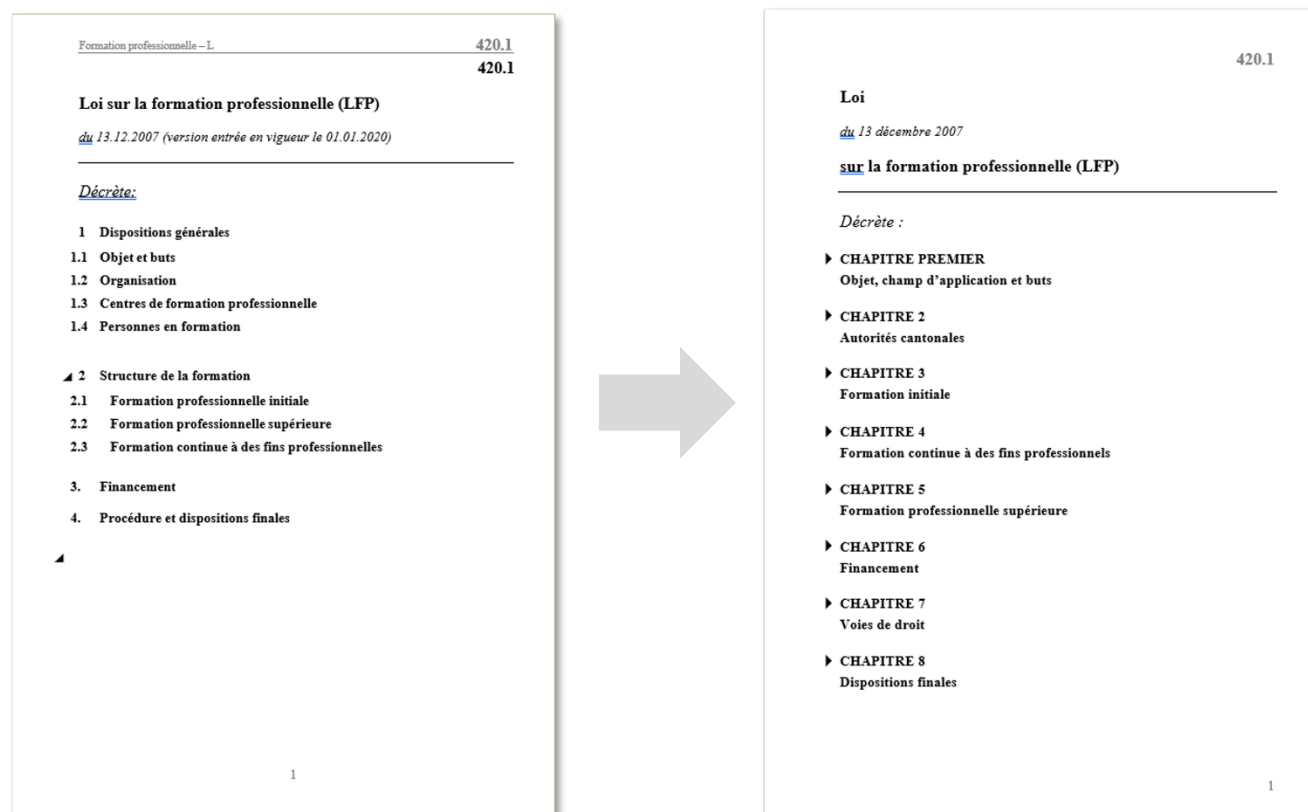 Formation professionnelle – L 420.1
420.1
Loi sur la formation professionnelle (LFP)
du 13.12.2007 (version entrée en vigueur le 01.01.2020)
Décrète:
1 Dispositions générales
1.1 Objet et buts
1.2 Organisation
1.3 Centres de formation professionnelle
1.4 Personnes en formation
2 Structure de la formation
2.1 Formation professionnelle initiale
2.2 Formation professionnelle supérieure
2.3 Formation continue à des fins professionnelles
3. Financement
4. Procédure et dispositions finales
1
420.1
Loi
du 13 décembre 2007
sur la formation professionnelle (LFP)
Décrète :
CHAPITRE PREMIER
Objet, champ d’application et buts
CHAPITRE 2
Autorités cantonales
CHAPITRE 3
Formation initiale
CHAPITRE 4
Formation continue à des fins professionnels
CHAPITRE 5
Formation professionnelle supérieure
CHAPITRE 6
Financement
CHAPITRE 7
Voies de droit
CHAPITRE 8
Dispositions finales
1